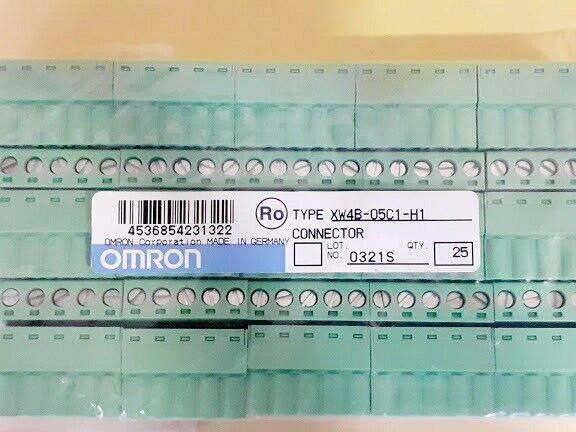 Ro TYPE XW4B-05C1-H1
4536854231322 CONNECTOR
OMRON Corporation MADE IN GERMANY LOT. QTY.
OMRON NO. 0321S 25